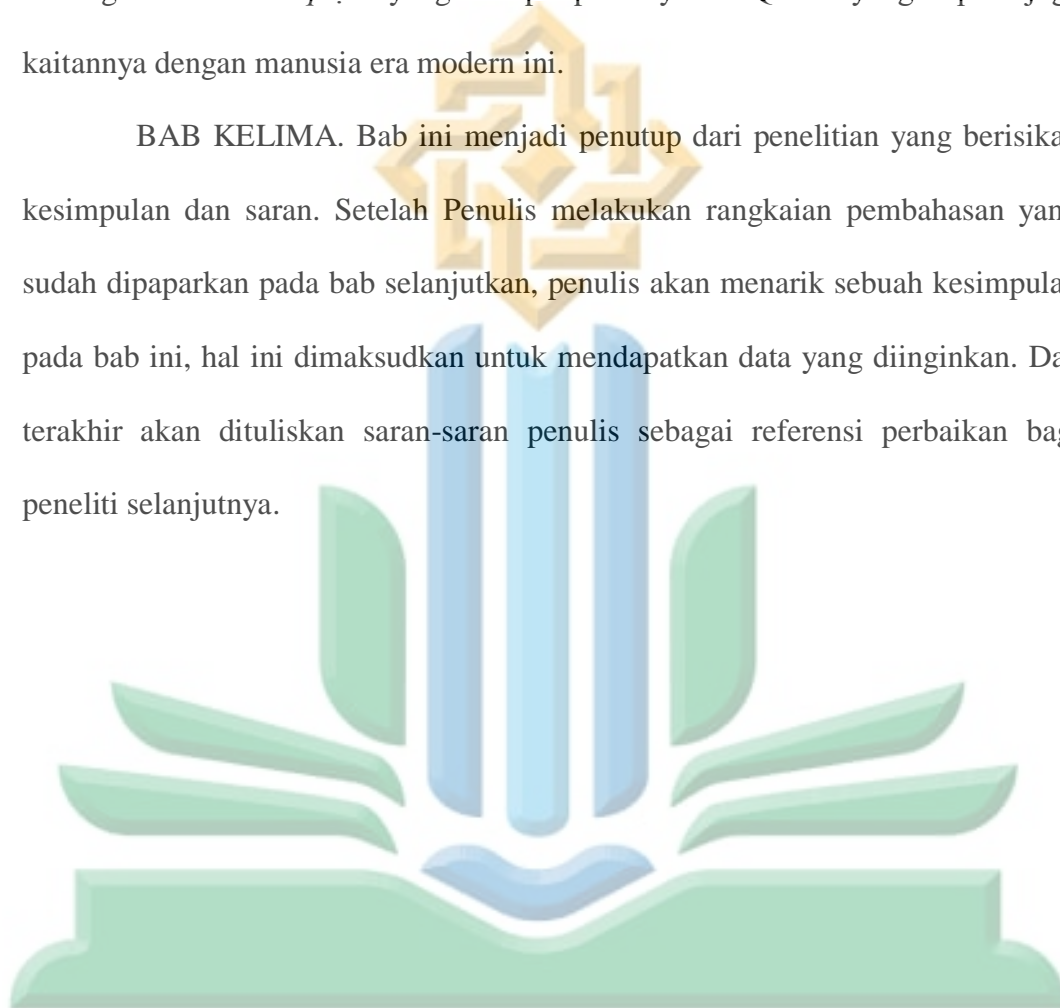 kaitannya dengan manusia era modern ini.
BAB KELIMA. Bab ini menjadi penutup dari penelitian yang berisika
kesimpulan dan saran. Setelah Penulis melakukan rangkaian pembahasan yan
sudah dipaparkan pada bab selanjutkan, penulis akan menarik sebuah kesimpula
pada bab ini, hal ini dimaksudkan untuk mendapatkan data yang diinginkan. Da
terakhir akan dituliskan saran-saran penulis sebagai referensi perbaikan bag
peneliti selanjutnya.